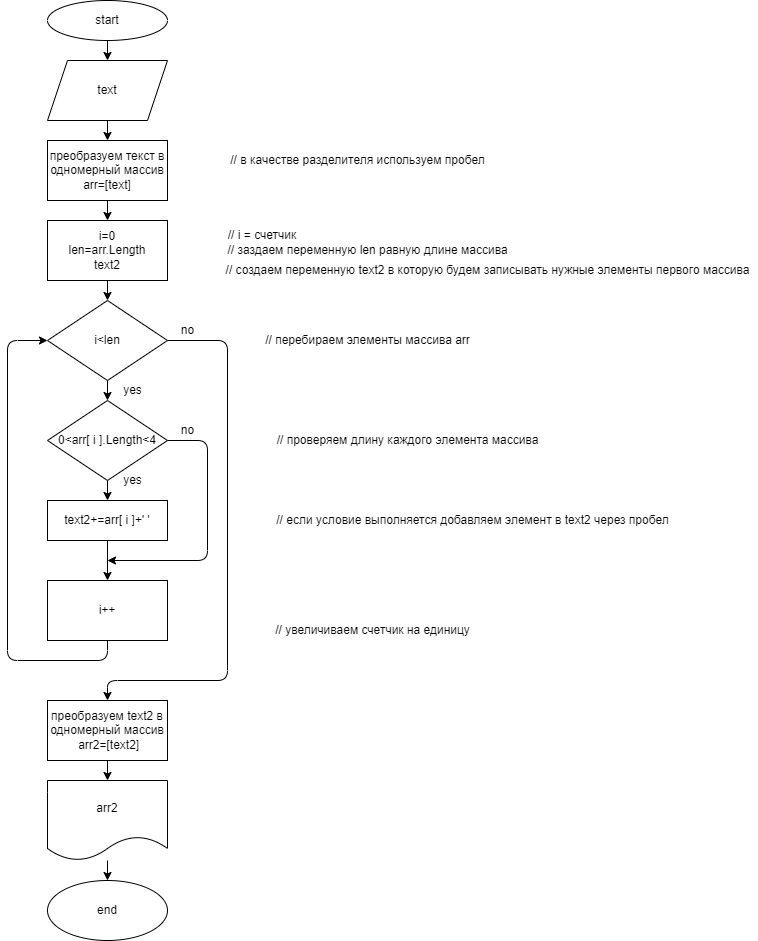 start
text
преобразуем текст в
одномерный массив
arr=[text]
// в качестве разделителя используем пробел
i=0
len=arr.Length
text2
// i = счетчик
// заздаем переменную len равную длине массива
// создаем переменную text2 в которую будем записывать нужные элементы первого массива
i<len
no
// перебираем элементы массива arr
yes
0<arr[ i ].Length<4
no
// проверяем длину каждого элемента массива
yes
text2+=arr[ i ]+' '
// если условие выполняется добавляем элемент в text2 через пробел
i++
// увеличиваем счетчик на единицу
преобразуем text2 в
одномерный массив
arr2=[text2]
arr2
end